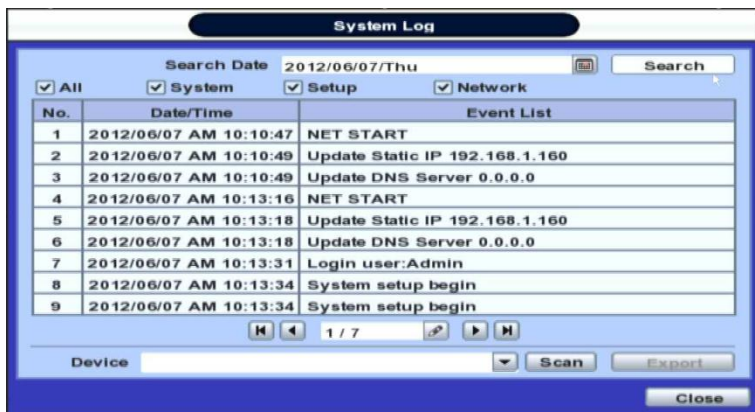 System Log
Search Date 2012/06/07/Thu Search
All System Setup Network
No. Date/Time Event List
1 2012/06/07 AM 10:10:47 NET START
2 2012/06/07 AM 10:10:49 Update Static IP 192.168.1.160
3 2012/06/07 AM 10:10:49 Update DNS Server 0.0.0.0
4 2012/06/07 AM 10:13:16 NET START
5 2012/06/07 AM 10:13:18 Update Static IP 192.168.1.160
6 2012/06/07 AM 10:13:18 Update DNS Server 0.0.0.0
7 2012/06/07 AM 10:13:31 Login user:Admin
8 2012/06/07 AM 10:13:34 System setup begin
9 2012/06/07 AM 10:13:34 System setup begin
1 / 7
Device Scan Export
Close